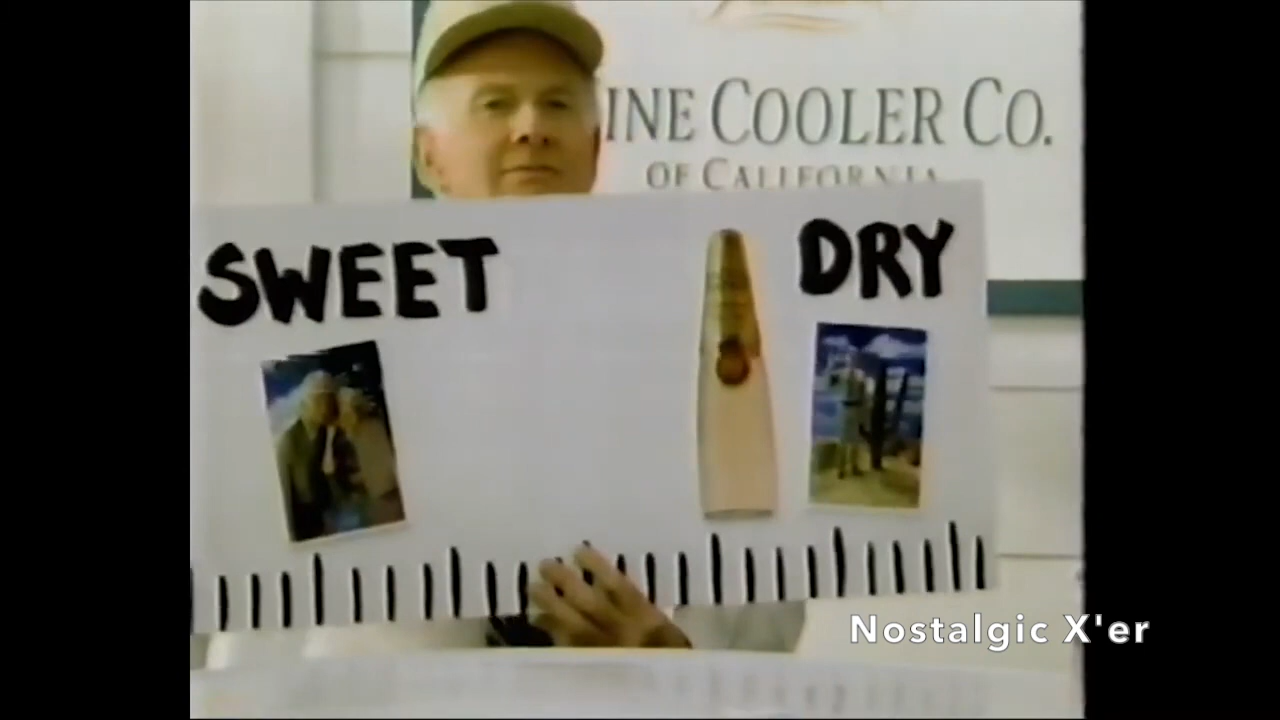 INE COOLER CO.
OF CALIFORNIA
SWEET
DRY
Nostalgic X'er